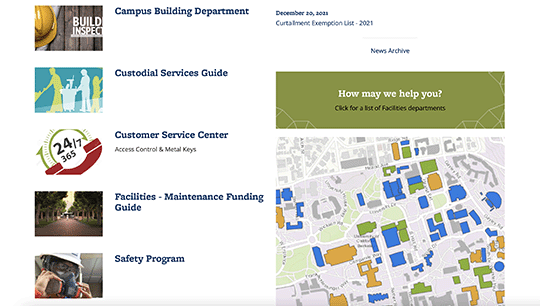 Campus Building Department
BUILD
INSPECT
Custodial Services Guide
24/7
365
Customer Service Center
Access Control & Metal Keys
Facilities - Maintenance Funding
Guide
Safety Program
December 20, 2021
Curtailment Exemption List - 2021
News Archive
How may we help you?
Click for a list of Facilities departments